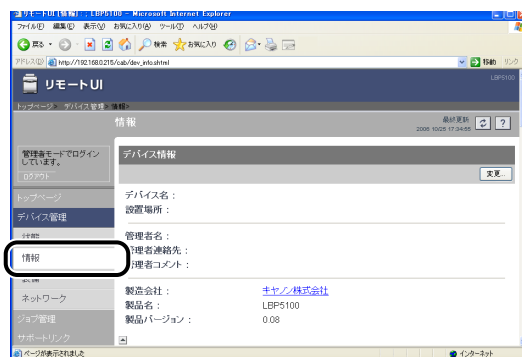 リモートUI [情報] : : LBP5100 - Microsoft Internet Explorer
ファイル(F) 編集(E) 表示(V) お気に入り(A) ツール(T) ヘルプ(H)
戻る 検索 お気に入り
アドレス(D) http://192.168.0.215/cab/dev_info.shtml 移動 リンク
リモートUI LBP5100
トップページ> デバイス管理> 情報>
情報 最終更新
2006 10/26 17:34:56
管理者モードでログイン
しています。
ログアウト
デバイス情報
変更...
トップページ
デバイス管理
状態
情報
ネットワーク
ジョブ管理
サポートリンク
デバイス名：
設置場所：
管理者名：
管理者連絡先：
管理者コメント：
製造会社： キヤノン株式会社
製品名： LBP5100
製品バージョン： 0.08
ページが表示されました インターネット